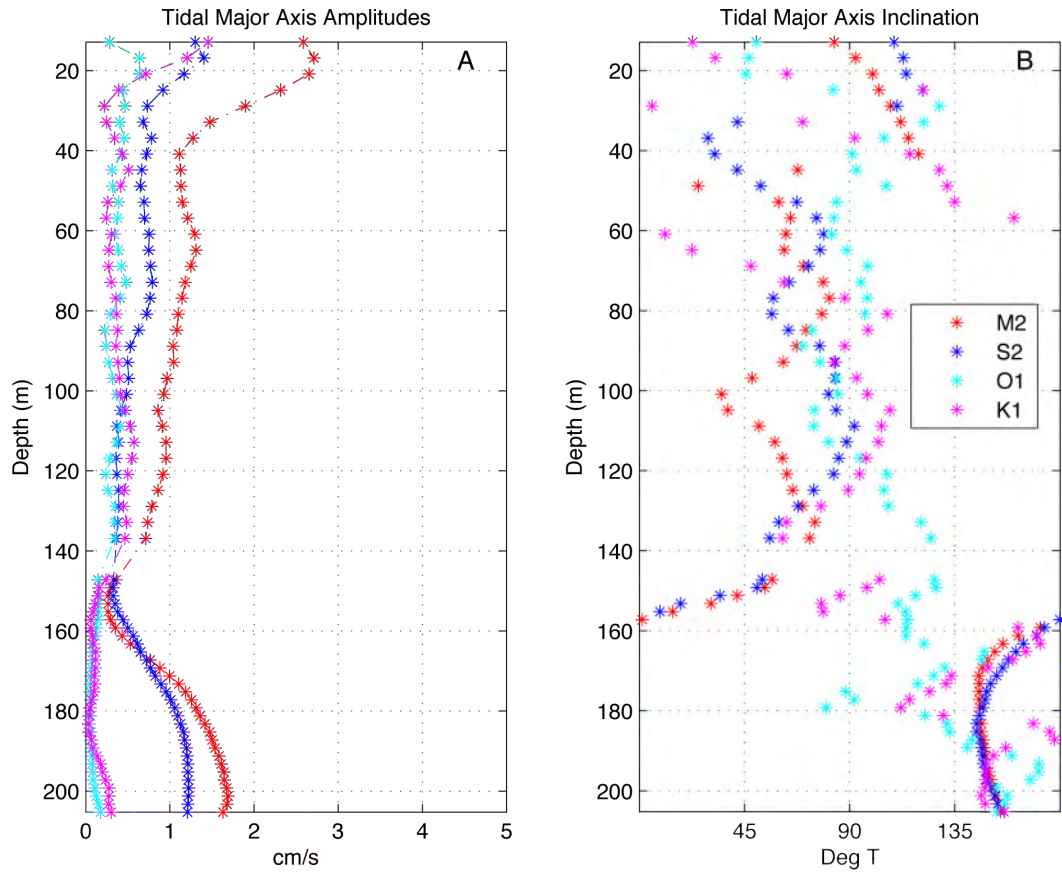 Tidal Major Axis Amplitudes
A
20
40
60
80
100
120
140
160
180
200
Depth (m)
0 1 2 3 4 5
cm/s
Tidal Major Axis Inclination
B
20
40
60
80
100
120
140
160
180
200
Depth (m)
M2
S2
O1
K1
45 90 135
Deg T